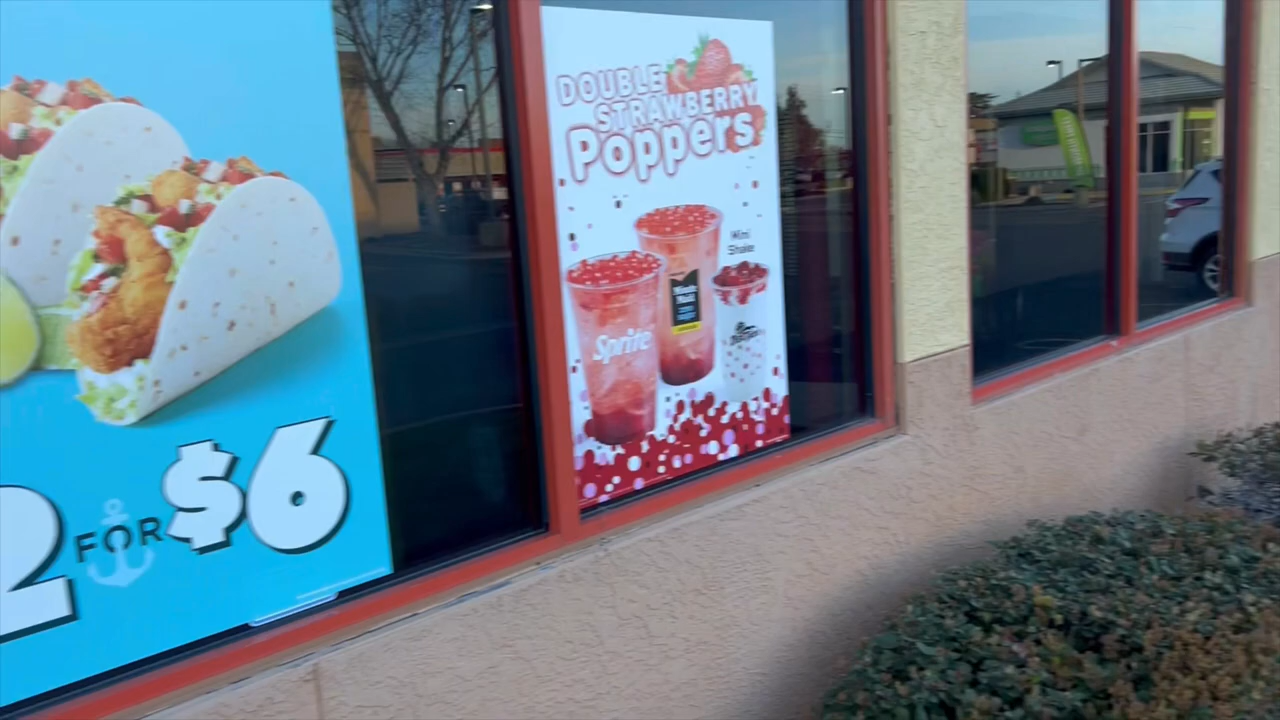 2 FOR $6
DOUBLE
STRAWBERRY
Poppers
Mini
Shake
Sprite
Minute
Maid